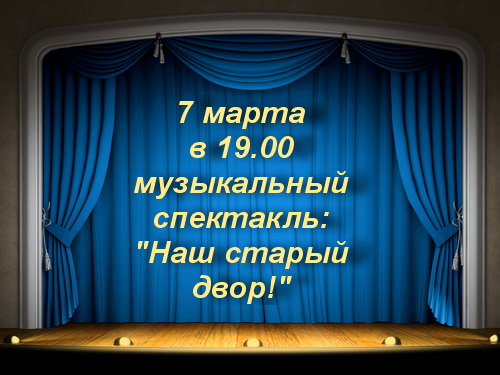 7 марта
в 19.00
музыкальный
спектакль:
"Наш старый
двор!"